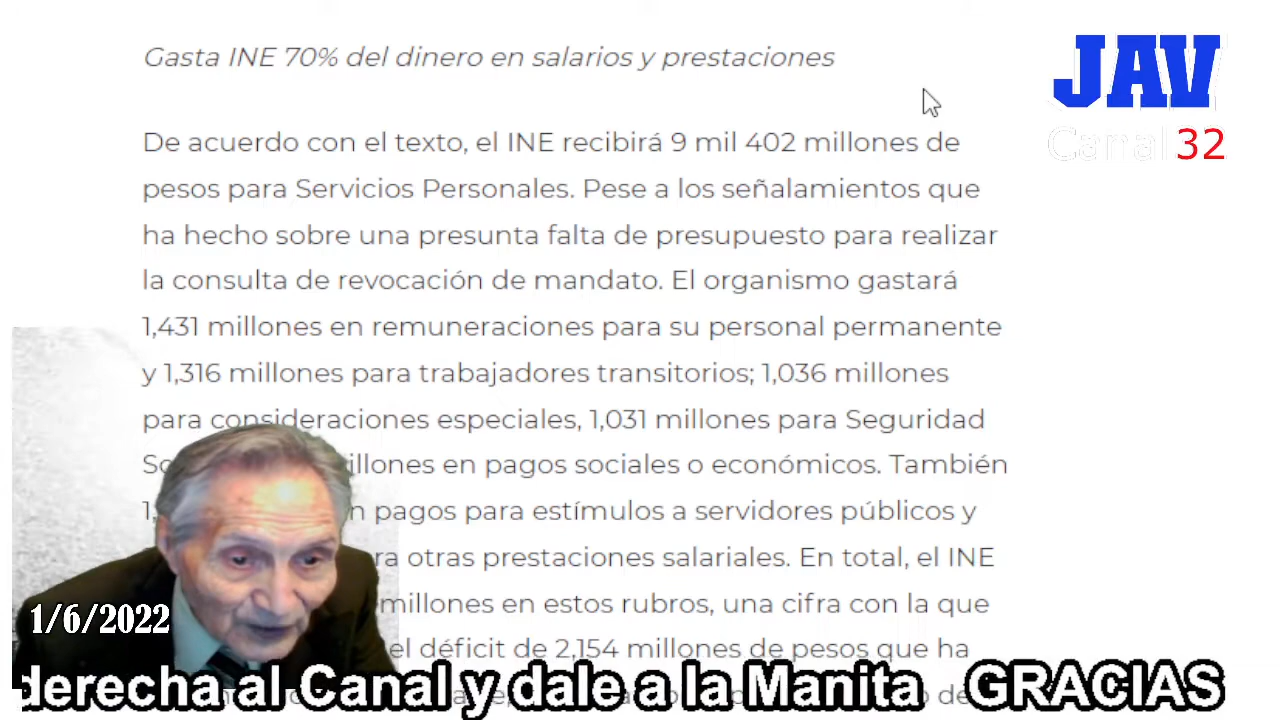 Gasta INE 70% del dinero en salarios y prestaciones
JAV
Canal 32
De acuerdo con el texto, el INE recibirá 9 mil 402 millones de
pesos para Servicios Personales. Pese a los señalamientos que
ha hecho sobre una presunta falta de presupuesto para realizar
la consulta de revocación de mandato. El organismo gastará
1,431 millones en remuneraciones para su personal permanente
y 1,316 millones para trabajadores transitorios; 1,036 millones
para consideraciones especiales, 1,031 millones para Seguridad
en pagos sociales o económicos. También
pagos para estímulos a servidores públicos y
otras prestaciones salariales. En total, el INE
millones en estos rubros, una cifra con la que
el déficit de 2,154 millones de pesos que ha
1/6/2022
derecha al Canal y dale a la Manita GRACIAS